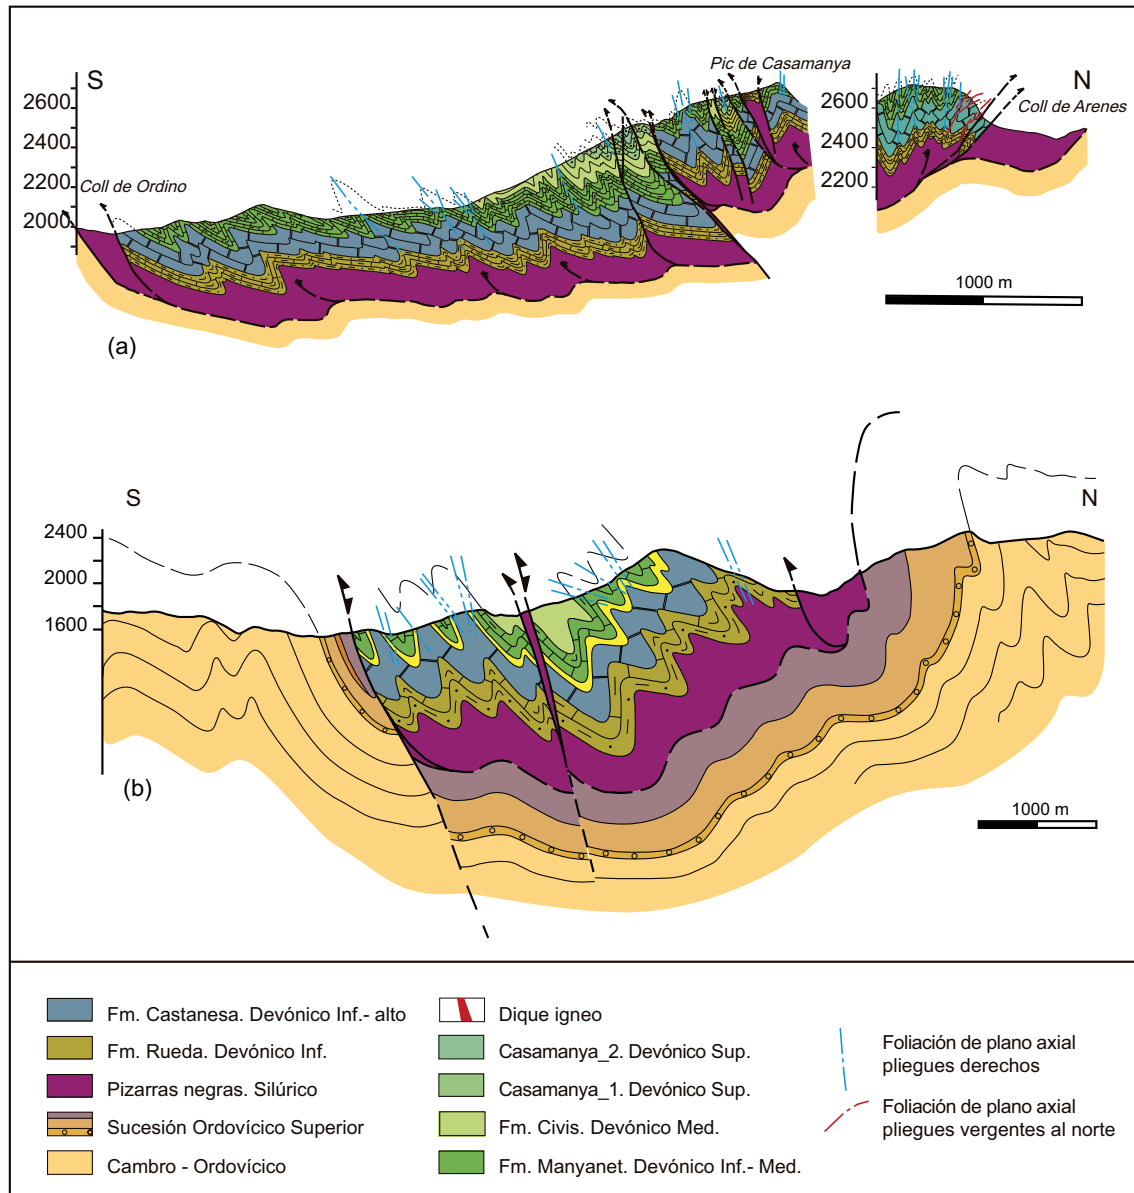 S
N
Pic de Casamanya
Coll de Arenes
Coll de Ordino
2600
2400
2200
2000
2600
2400
2200
1000 m
(a)
S
N
2400
2000
1600
(b)
1000 m
Fm. Castanesa. Devónico Inf.- alto
Fm. Rueda. Devónico Inf.
Pizarras negras. Silúrico
Sucesión Ordovícico Superior
Cambro - Ordovícico
Dique igneo
Casamanya_2. Devónico Sup.
Casamanya_1. Devónico Sup.
Fm. Civis. Devónico Med.
Fm. Manyanet. Devónico Inf.- Med.
Foliación de plano axial
pliegues derechos
Foliación de plano axial
pliegues vergentes al norte